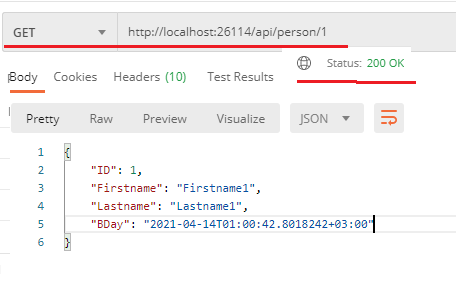 GET http://localhost:26114/api/person/1
Status: 200 OK
Body Cookies Headers (10) Test Results
Pretty Raw Preview Visualize JSON
1 {
2 "ID": 1,
3 "Firstname": "Firstname1",
4 "Lastname": "Lastname1",
5 "BDay": "2021-04-14T01:00:42.8018242+03:00"
6 }